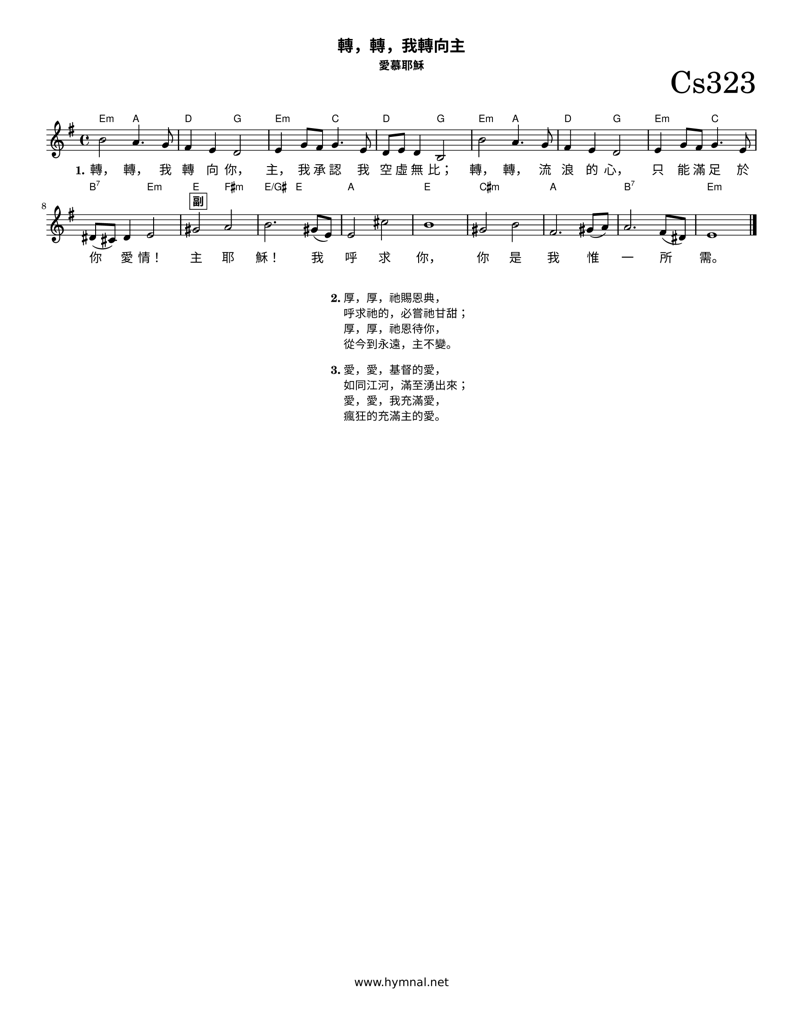 轉，轉，我轉向主
愛慕耶穌
Cs323
Em A D G Em C D G Em A D G Em C
1. 轉， 轉， 我 轉 向 你， 主， 我 承 認 我 空 虛 無 比； 轉， 轉， 流 浪 的 心， 只 能 滿 足 於
B7 Em E F♯m E/G♯ E A E C♯m A B7 Em
副
8
你 愛 情！ 主 耶 穌！ 我 呼 求 你， 你 是 我 惟 一 所 需。
2. 厚，厚，祂賜恩典，
呼求祂的，必嘗祂甘甜；
厚，厚，祂恩待你，
從今到永遠，主不變。
3. 愛，愛，基督的愛，
如同江河，滿至湧出來；
愛，愛，我充滿愛，
瘋狂的充滿主的愛。
www.hymnal.net